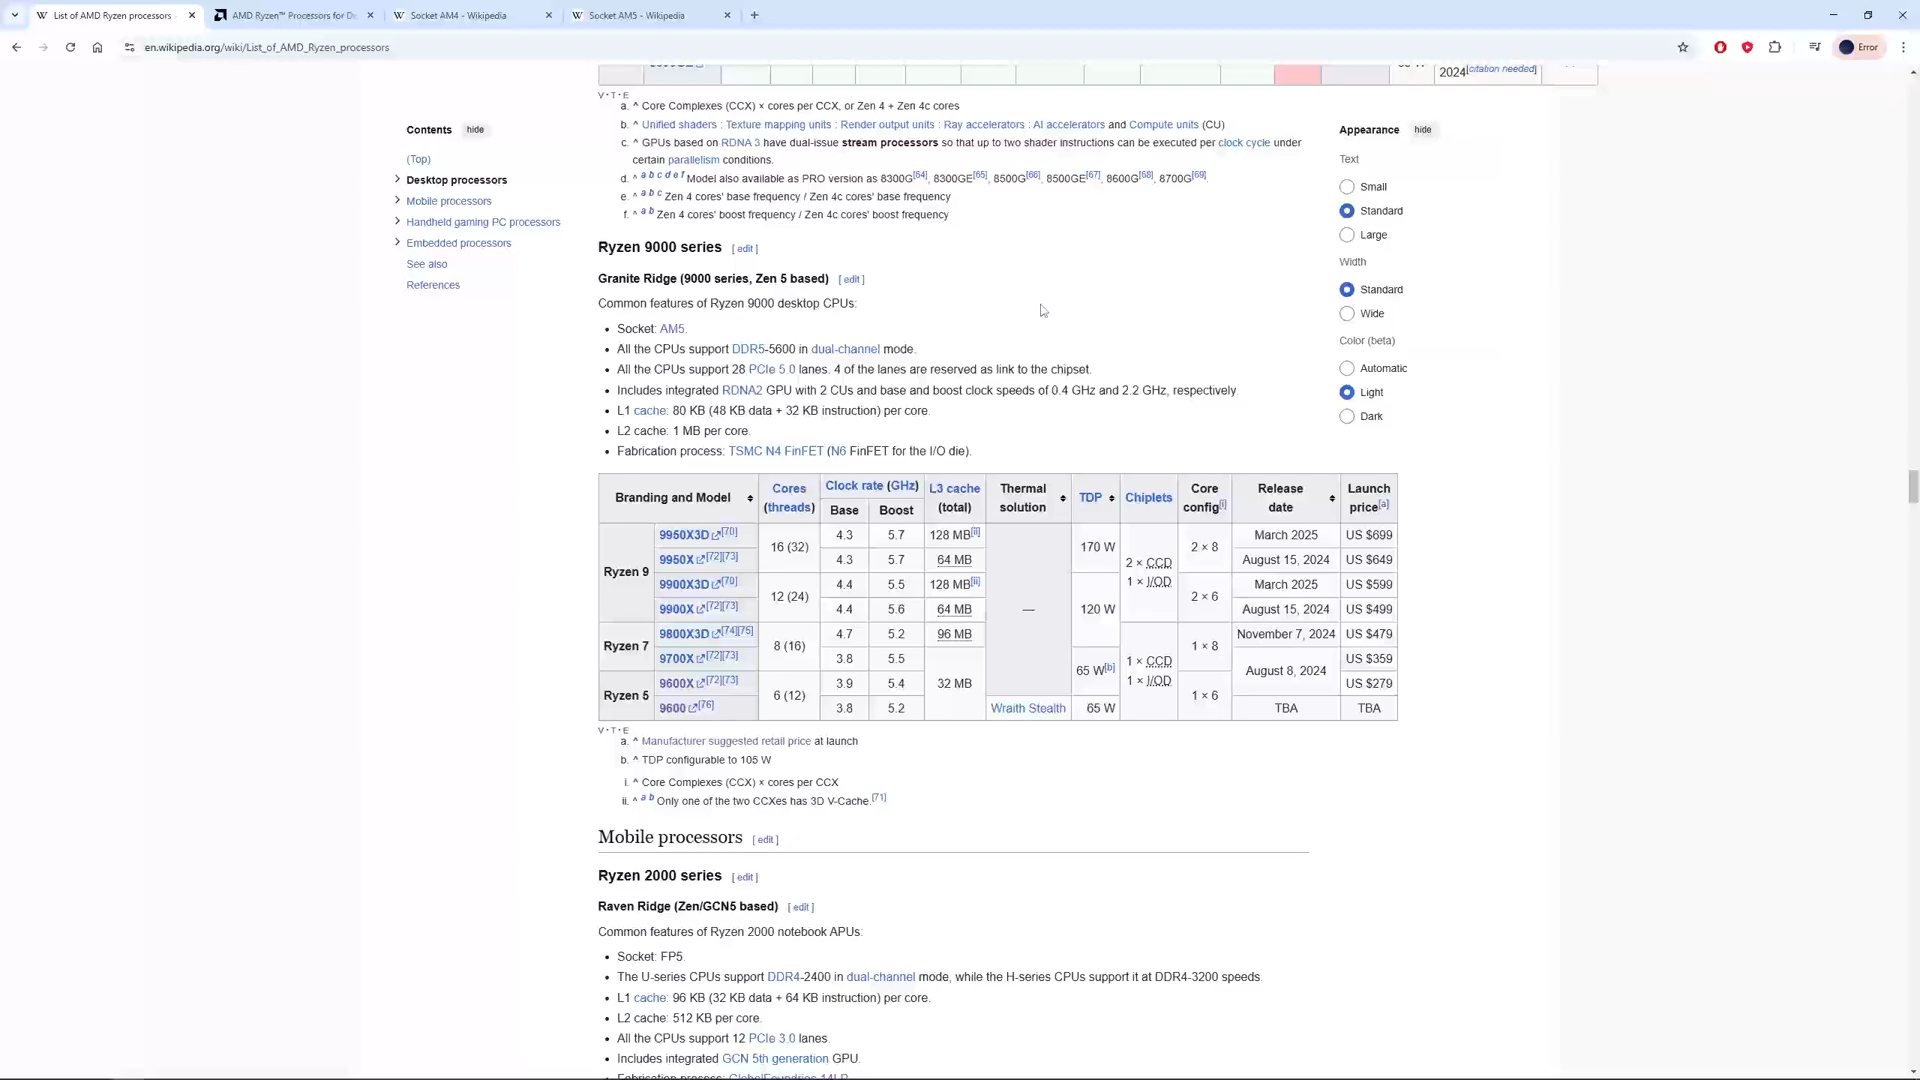 List of AMD Ryzen processors
AMD Ryzen™ Processors for De
Socket AM4 - Wikipedia
Socket AM5 - Wikipedia
en.wikipedia.org/wiki/List_of_AMD_Ryzen_processors
Error
Contents hide
(Top)
Desktop processors
Mobile processors
Handheld gaming PC processors
Embedded processors
See also
References
2024[citation needed]
V·T·E
a. ^ Core Complexes (CCX) × cores per CCX, or Zen 4 + Zen 4c cores
b. ^ Unified shaders : Texture mapping units : Render output units : Ray accelerators : AI accelerators and Compute units (CU)
c. ^ GPUs based on RDNA 3 have dual-issue stream processors so that up to two shader instructions can be executed per clock cycle under
certain parallelism conditions.
d. ^ a b c d e f Model also available as PRO version as 8300G[64], 8300GE[65], 8500G[66], 8500GE[67], 8600G[68], 8700G[69].
e. ^ a b c Zen 4 cores' base frequency / Zen 4c cores' base frequency
f. ^ a b Zen 4 cores' boost frequency / Zen 4c cores' boost frequency
Ryzen 9000 series [ edit ]
Granite Ridge (9000 series, Zen 5 based) [ edit ]
Common features of Ryzen 9000 desktop CPUs:
• Socket: AM5.
• All the CPUs support DDR5-5600 in dual-channel mode.
• All the CPUs support 28 PCIe 5.0 lanes. 4 of the lanes are reserved as link to the chipset.
• Includes integrated RDNA2 GPU with 2 CUs and base and boost clock speeds of 0.4 GHz and 2.2 GHz, respectively.
• L1 cache: 80 KB (48 KB data + 32 KB instruction) per core.
• L2 cache: 1 MB per core.
• Fabrication process: TSMC N4 FinFET (N6 FinFET for the I/O die).
Branding and Model Cores (threads) Clock rate (GHz) L3 cache (total) Thermal solution TDP Chiplets Core config[i] Release date Launch price[a]
Base Boost
Ryzen 9 9950X3D[70] 16 (32) 4.3 5.7 128 MB[ii] — 170 W 2 × CCD 1 × I/OD 2 × 8 March 2025 US $699
9950X[72][73] 4.3 5.7 64 MB August 15, 2024 US $649
9900X3D[70] 12 (24) 4.4 5.5 128 MB[ii] 120 W 2 × 6 March 2025 US $599
9900X[72][73] 4.4 5.6 64 MB August 15, 2024 US $499
Ryzen 7 9800X3D[74][75] 8 (16) 4.7 5.2 96 MB 1 × CCD 1 × I/OD 1 × 8 November 7, 2024 US $479
9700X[72][73] 3.8 5.5 32 MB 65 W[b] August 8, 2024 US $359
Ryzen 5 9600X[72][73] 6 (12) 3.9 5.4 1 × 6 US $279
9600[76] 3.8 5.2 Wraith Stealth 65 W TBA TBA
V·T·E
a. ^ Manufacturer suggested retail price at launch
b. ^ TDP configurable to 105 W
i. ^ Core Complexes (CCX) × cores per CCX
ii. ^ a b Only one of the two CCXes has 3D V-Cache.[71]
Mobile processors [ edit ]
Ryzen 2000 series [ edit ]
Raven Ridge (Zen/GCN5 based) [ edit ]
Common features of Ryzen 2000 notebook APUs:
• Socket: FP5.
• The U-series CPUs support DDR4-2400 in dual-channel mode, while the H-series CPUs support it at DDR4-3200 speeds.
• L1 cache: 96 KB (32 KB data + 64 KB instruction) per core.
• L2 cache: 512 KB per core.
• All the CPUs support 12 PCIe 3.0 lanes.
• Includes integrated GCN 5th generation GPU.
• Fabrication process: GlobalFoundries 14LP
Appearance hide
Text
Small
Standard
Large
Width
Standard
Wide
Color (beta)
Automatic
Light
Dark